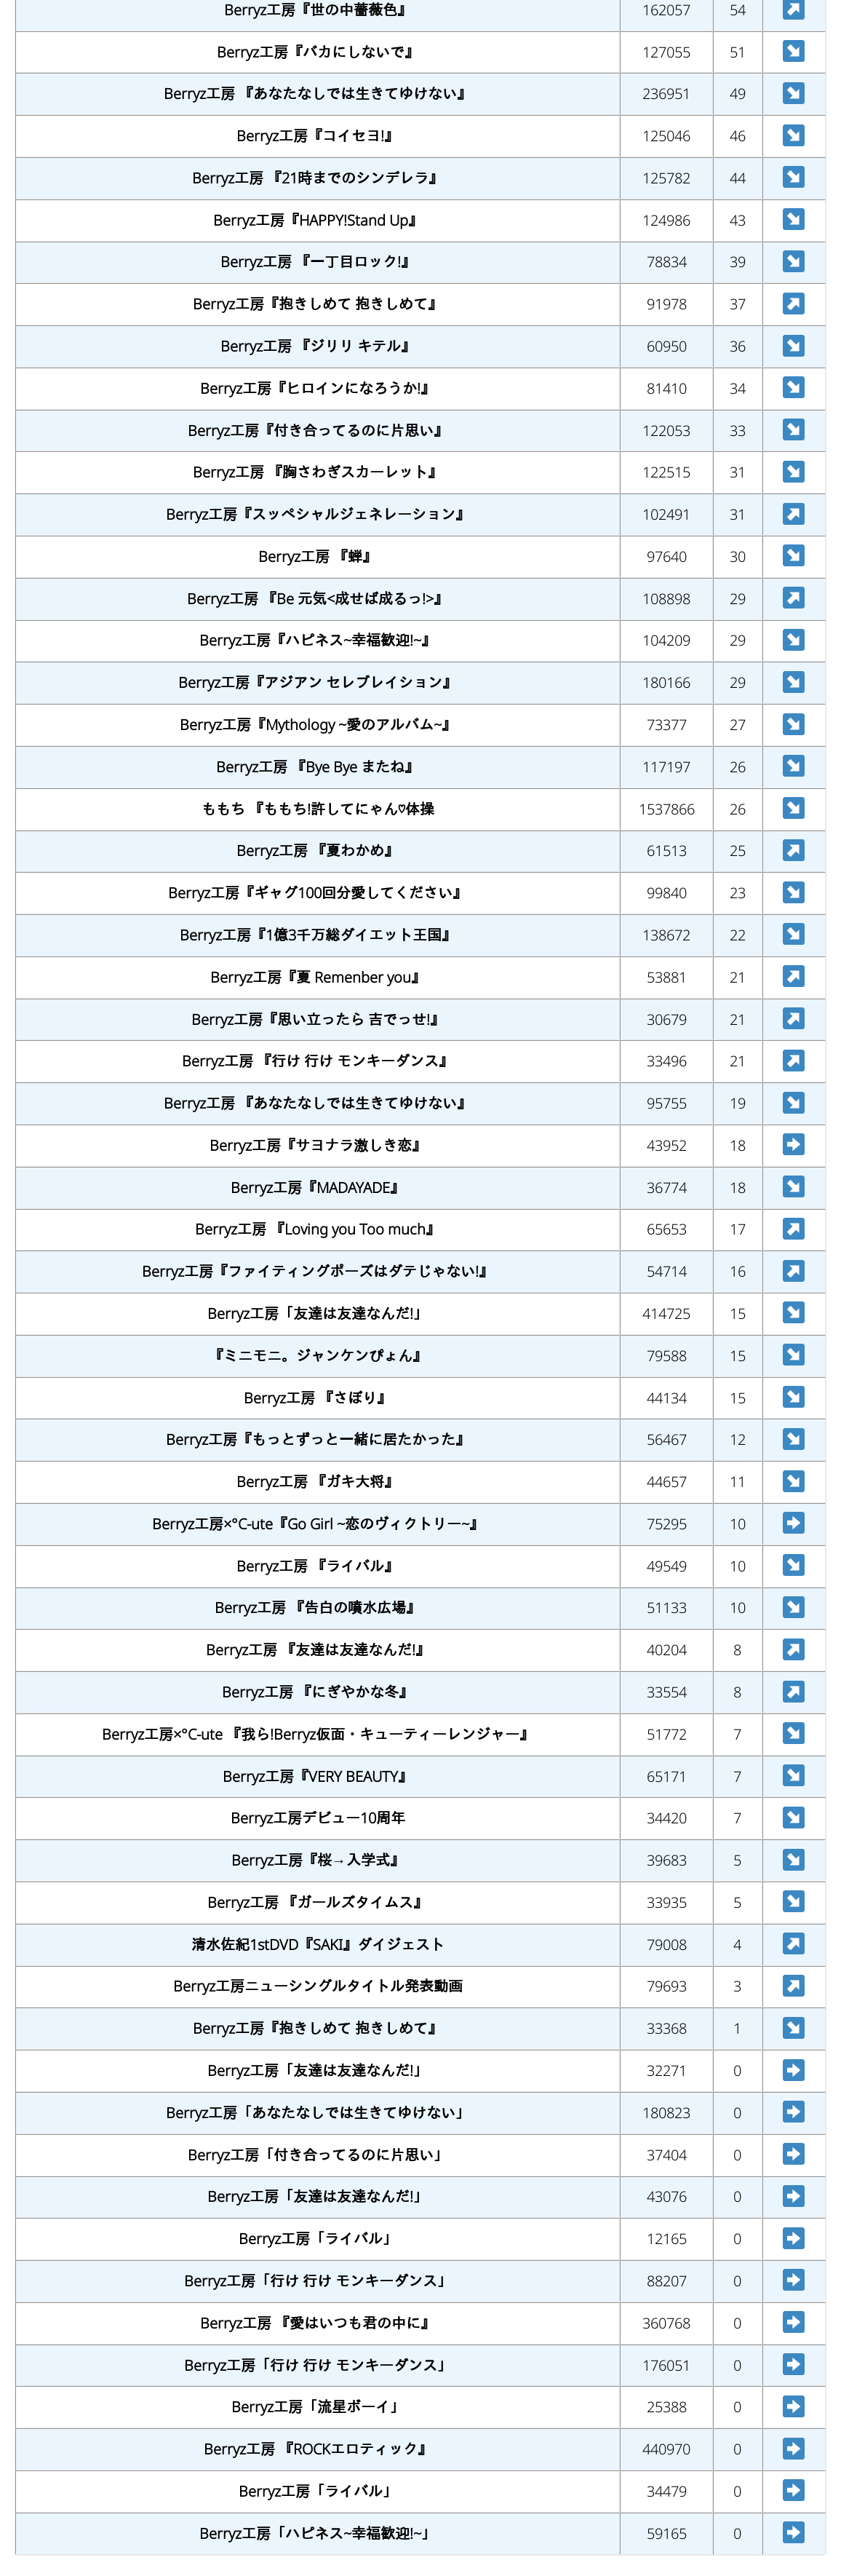 Berryz工房『世の中薔薇色』 162057 54 ↗
Berryz工房『バカにしないで』 127055 51 ↘
Berryz工房 『あなたなしでは生きてゆけない』 236951 49 ↘
Berryz工房『コイセヨ!』 125046 46 ↘
Berryz工房 『21時までのシンデレラ』 125782 44 ↘
Berryz工房『HAPPY!Stand Up』 124986 43 ↘
Berryz工房 『一丁目ロック!』 78834 39 ↘
Berryz工房『抱きしめて 抱きしめて』 91978 37 ↗
Berryz工房 『ジリリ キテル』 60950 36 ↘
Berryz工房『ヒロインになろうか!』 81410 34 ↘
Berryz工房『付き合ってるのに片思い』 122053 33 ↘
Berryz工房 『胸さわぎスカーレット』 122515 31 ↘
Berryz工房『スッペシャルジェネレ〜ション』 102491 31 ↗
Berryz工房 『蝉』 97640 30 ↘
Berryz工房 『Be 元気<成せば成るっ!>』 108898 29 ↗
Berryz工房『ハピネス~幸福歓迎!~』 104209 29 ↘
Berryz工房『アジアン セレブレイション』 180166 29 ↘
Berryz工房『Mythology ~愛のアルバム~』 73377 27 ↘
Berryz工房 『Bye Bye またね』 117197 26 ↘
ももち 『ももち!許してにゃん♡体操 1537866 26 ↘
Berryz工房 『夏わかめ』 61513 25 ↗
Berryz工房『ギャグ100回分愛してください』 99840 23 ↘
Berryz工房『1億3千万総ダイエット王国』 138672 22 ↘
Berryz工房『夏 Remenber you』 53881 21 ↗
Berryz工房『思い立ったら 吉でっせ!』 30679 21 ↗
Berryz工房 『行け 行け モンキーダンス』 33496 21 ↗
Berryz工房 『あなたなしでは生きてゆけない』 95755 19 ↘
Berryz工房『サヨナラ激しき恋』 43952 18 ➡
Berryz工房『MADAYADE』 36774 18 ↘
Berryz工房 『Loving you Too much』 65653 17 ↗
Berryz工房『ファイティングポーズはダテじゃない!』 54714 16 ↗
Berryz工房「友達は友達なんだ!」 414725 15 ↘
『ミニモニ。ジャンケンぴょん』 79588 15 ↘
Berryz工房 『さぼり』 44134 15 ↘
Berryz工房『もっとずっと一緒に居たかった』 56467 12 ↘
Berryz工房 『ガキ大将』 44657 11 ↘
Berryz工房×°C-ute『Go Girl ~恋のヴィクトリー~』 75295 10 ➡
Berryz工房 『ライバル』 49549 10 ↘
Berryz工房 『告白の噴水広場』 51133 10 ↘
Berryz工房 『友達は友達なんだ!』 40204 8 ↗
Berryz工房 『にぎやかな冬』 33554 8 ↗
Berryz工房×°C-ute 『我ら!Berryz仮面・キューティーレンジャー』 51772 7 ↘
Berryz工房『VERY BEAUTY』 65171 7 ↘
Berryz工房デビュー10周年 34420 7 ↘
Berryz工房『桜→入学式』 39683 5 ↘
Berryz工房 『ガールズタイムス』 33935 5 ↘
清水佐紀1stDVD『SAKI』ダイジェスト 79008 4 ↗
Berryz工房ニューシングルタイトル発表動画 79693 3 ↗
Berryz工房『抱きしめて 抱きしめて』 33368 1 ↘
Berryz工房「友達は友達なんだ!」 32271 0 ➡
Berryz工房「あなたなしでは生きてゆけない」 180823 0 ➡
Berryz工房「付き合ってるのに片思い」 37404 0 ➡
Berryz工房「友達は友達なんだ!」 43076 0 ➡
Berryz工房「ライバル」 12165 0 ➡
Berryz工房「行け 行け モンキーダンス」 88207 0 ➡
Berryz工房 『愛はいつも君の中に』 360768 0 ➡
Berryz工房「行け 行け モンキーダンス」 176051 0 ➡
Berryz工房「流星ボーイ」 25388 0 ➡
Berryz工房 『ROCKエロティック』 440970 0 ➡
Berryz工房「ライバル」 34479 0 ➡
Berryz工房「ハピネス~幸福歓迎!~」 59165 0 ➡